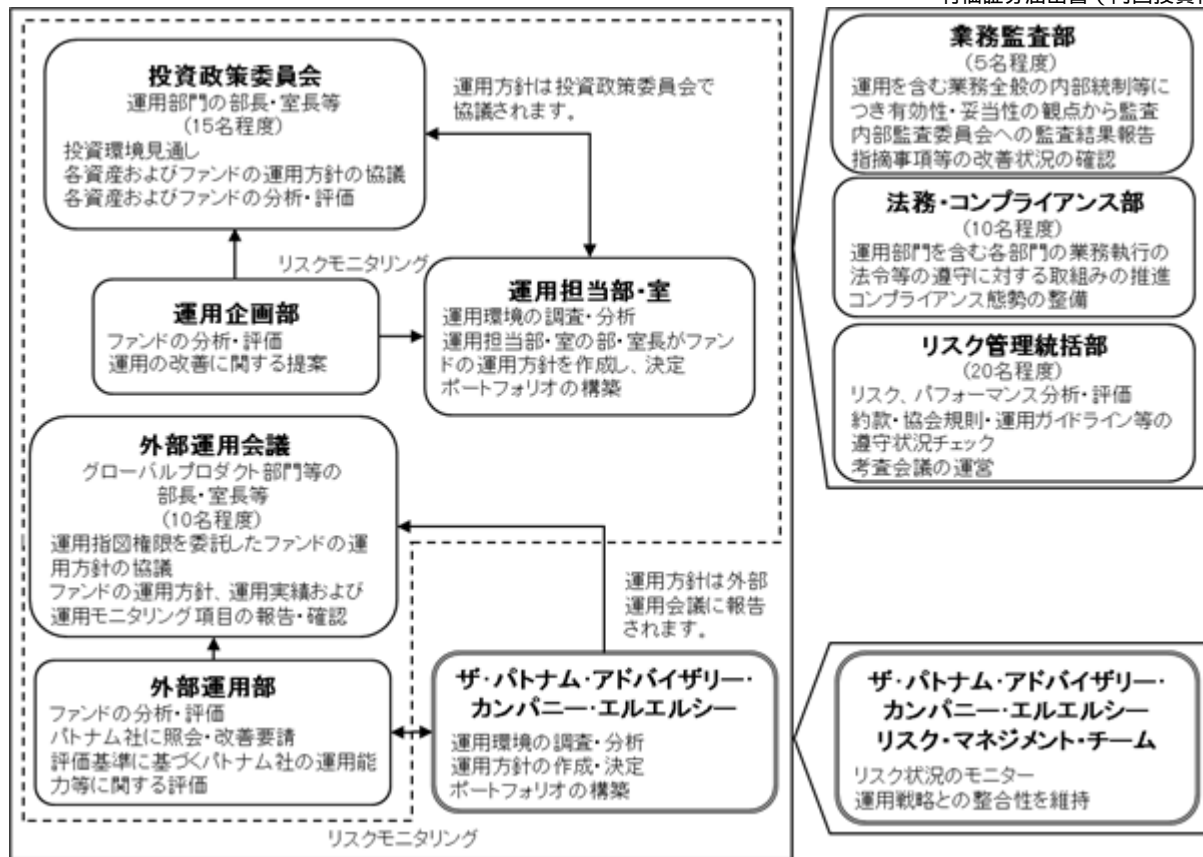 投資政策委員会
運用部門の部長・室長等
(15名程度)
投資環境見通し
各資産およびファンドの運用方針の協議
各資産およびファンドの分析・評価
運用方針は投資政策委員会で
協議されます。
リスクモニタリング
運用企画部
ファンドの分析・評価
運用の改善に関する提案
運用担当部・室
運用環境の調査・分析
運用担当部・室の部・室長がファン
ドの運用方針を作成し、決定
ポートフォリオの構築
外部運用会議
グローバルプロダクト部門等の
部長・室長等
(10名程度)
運用指図権限を委託したファンドの運
用方針の協議
ファンドの運用方針、運用実績および
運用モニタリング項目の報告・確認
運用方針は外部
運用会議に報告
されます。
外部運用部
ファンドの分析・評価
パトナム社に照会・改善要請
評価基準に基づくパトナム社の運用能
力等に関する評価
ザ・パトナム・アドバイザリー・
カンパニー・エルエルシー
運用環境の調査・分析
運用方針の作成・決定
ポートフォリオの構築
リスクモニタリング
業務監査部
(5名程度)
運用を含む業務全般の内部統制等に
つき有効性・妥当性の観点から監査
内部監査委員会への監査結果報告
指摘事項等の改善状況の確認
法務・コンプライアンス部
(10名程度)
運用部門を含む各部門の業務執行の
法令等の遵守に対する取組みの推進
コンプライアンス態勢の整備
リスク管理統括部
(20名程度)
リスク、パフォーマンス分析・評価
約款・協会規則・運用ガイドライン等の
遵守状況チェック
考査会議の運営
ザ・パトナム・アドバイザリー・
カンパニー・エルエルシー
リスク・マネジメント・チーム
リスク状況のモニター
運用戦略との整合性を維持